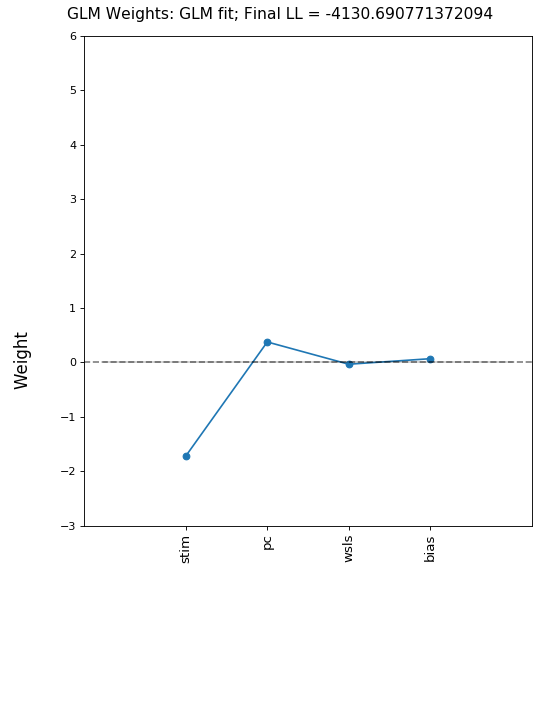 GLM Weights: GLM fit; Final LL = -4130.690771372094
6
5
4
3
2
1
0
−1
−2
−3
Weight
stim
pc
wsls
bias